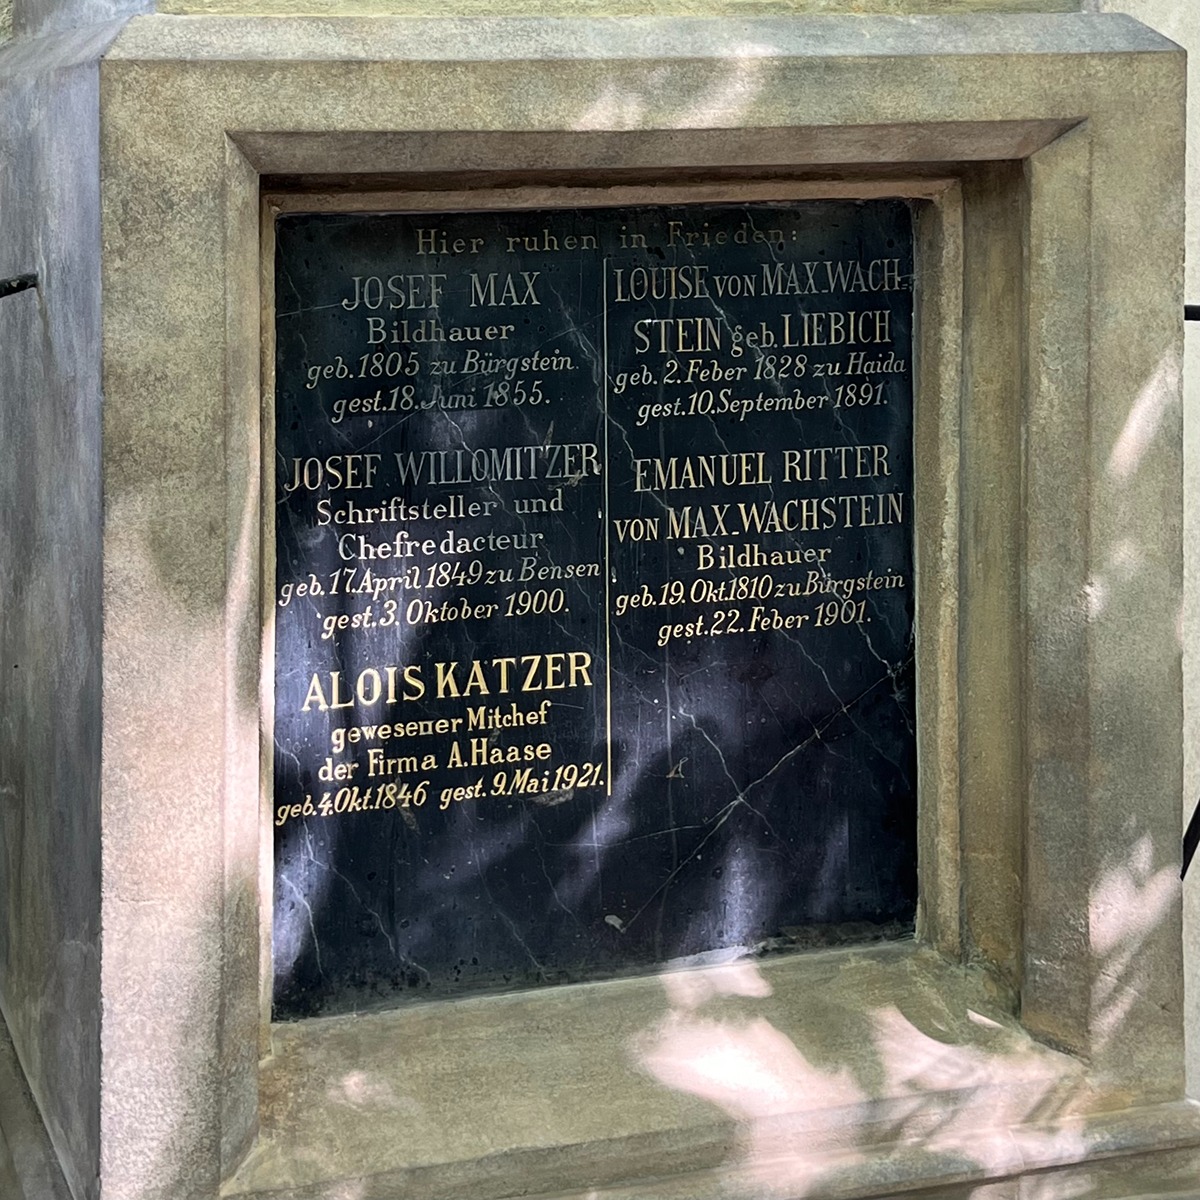 Hier ruhen in Frieden:
JOSEF MAX
Bildhauer
geb. 1805 zu Bürgstein.
gest. 18. Juni 1855.
JOSEF WILLOMITZER
Schriftsteller und
Chefredacteur
geb. 17. April 1849 zu Bensen
gest. 3. Oktober 1900.
ALOIS KATZER
gewesener Mitchef
der Firma A. Haase
geb. 4. Okt. 1846 gest. 9. Mai 1921.
LOUISE VON MAX-WACH-
STEIN geb. LIEBICH
geb. 2. Feber 1828 zu Haida
gest. 10. September 1891.
EMANUEL RITTER
VON MAX-WACHSTEIN
Bildhauer
geb. 19. Okt. 1810 zu Bürgstein
gest. 22. Feber 1901.